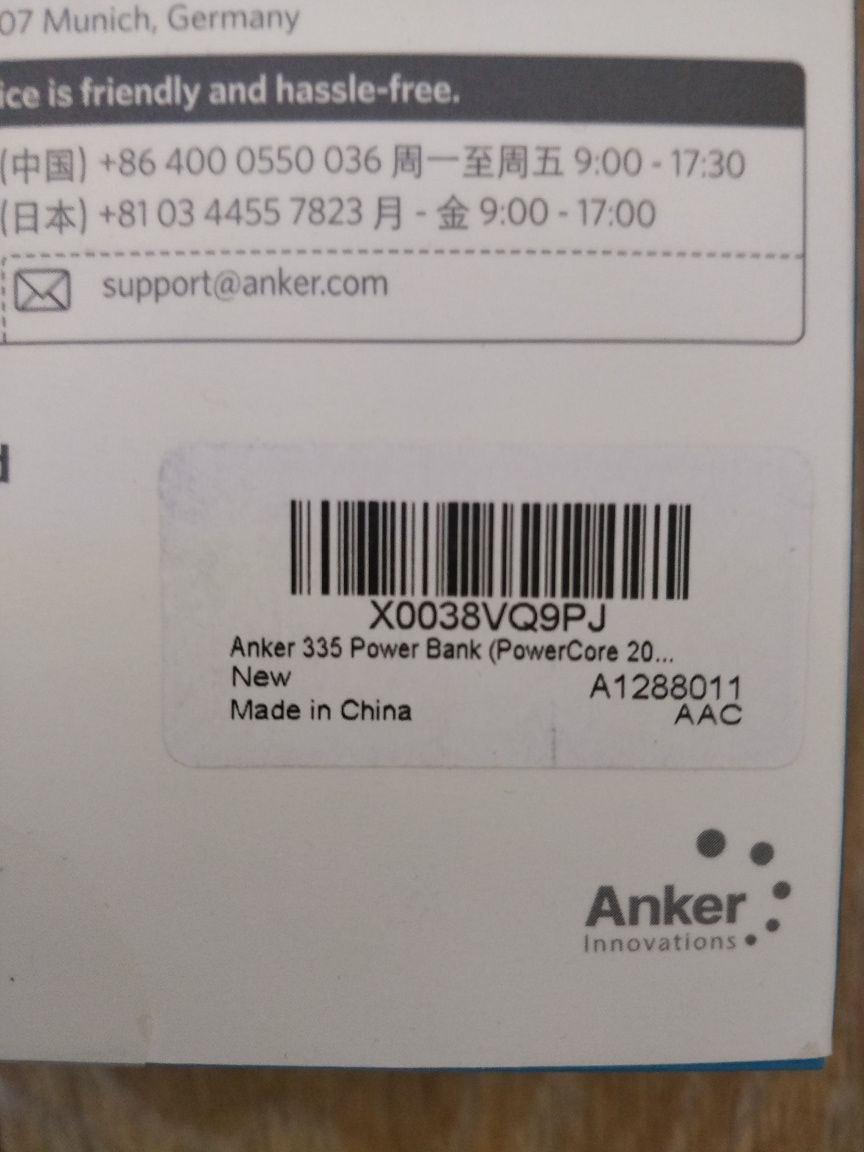 07 Munich, Germany
ice is friendly and hassle-free.
(中国) +86 400 0550 036 周一至周五 9:00 - 17:30
(日本) +81 03 4455 7823 月 - 金 9:00 - 17:00
support@anker.com
d
X0038VQ9PJ
Anker 335 Power Bank (PowerCore 20...
New
A1288011
Made in China
AAC
Anker
Innovations